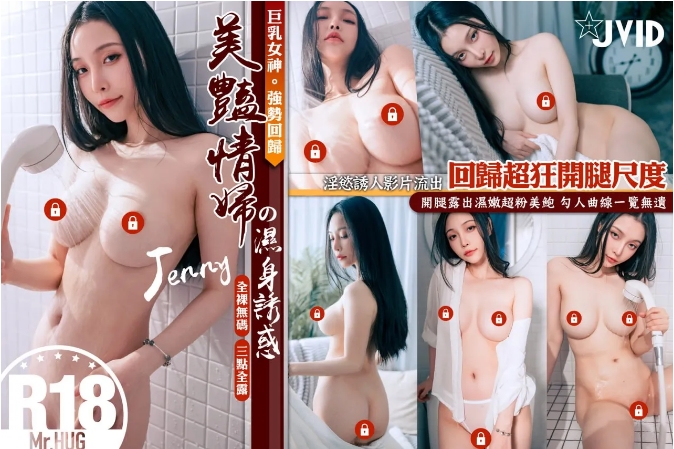 巨乳女神。強勢回歸
美豔情婦の濕身誘惑
Jenny
全裸無碼
三點全露
R18
Mr.HUG
JVID
淫慾誘人影片流出
回歸超狂開腿尺度
開腿露出濕嫩超粉美鮑 勾人曲線一覽無遺